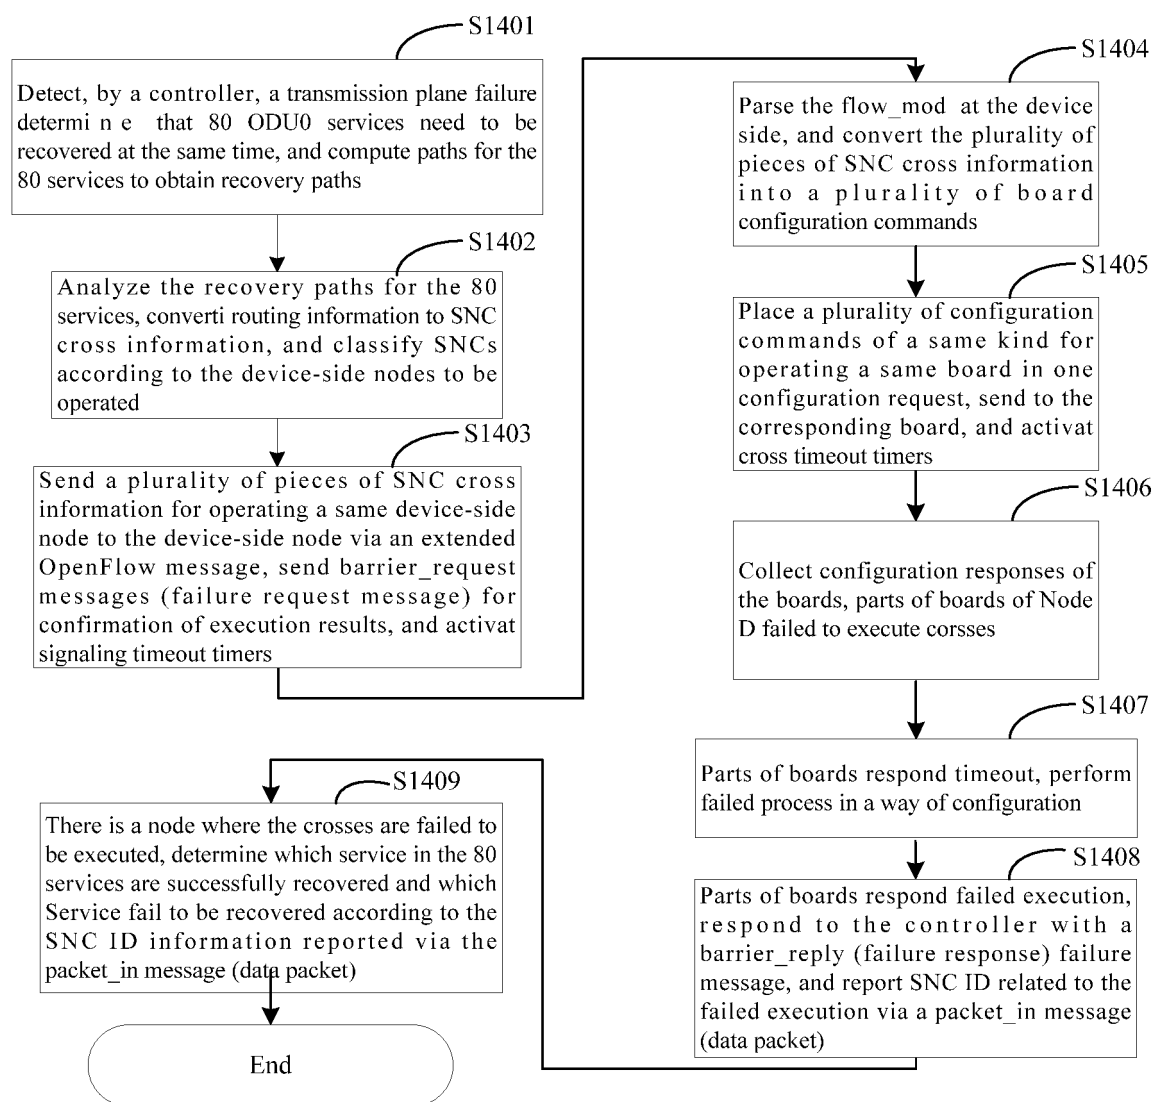 S1401
Detect, by a controller, a transmission plane failure
determi n e that 80 ODU0 services need to be
recovered at the same time, and compute paths for the
80 services to obtain recovery paths
S1402
Analyze the recovery paths for the 80
services, converti routing information to SNC
cross information, and classify SNCs
according to the device-side nodes to be
operated
S1403
Send a plurality of pieces of SNC cross
information for operating a same device-side
node to the device-side node via an extended
OpenFlow message, send barrier_request
messages (failure request message) for
confirmation of execution results, and activat
signaling timeout timers
S1404
Parse the flow_mod at the device
side, and convert the plurality of
pieces of SNC cross information
into a plurality of board
configuration commands
S1405
Place a plurality of configuration
commands of a same kind for
operating a same board in one
configuration request, send to the
corresponding board, and activat
cross timeout timers
S1406
Collect configuration responses of
the boards, parts of boards of Node
D failed to execute corsses
S1407
Parts of boards respond timeout, perform
failed process in a way of configuration
S1408
Parts of boards respond failed execution,
respond to the controller with a
barrier_reply (failure response) failure
message, and report SNC ID related to the
failed execution via a packet_in message
(data packet)
S1409
There is a node where the crosses are failed to
be executed, determine which service in the 80
services are successfully recovered and which
Service fail to be recovered according to the
SNC ID information reported via the
packet_in message (data packet)
End